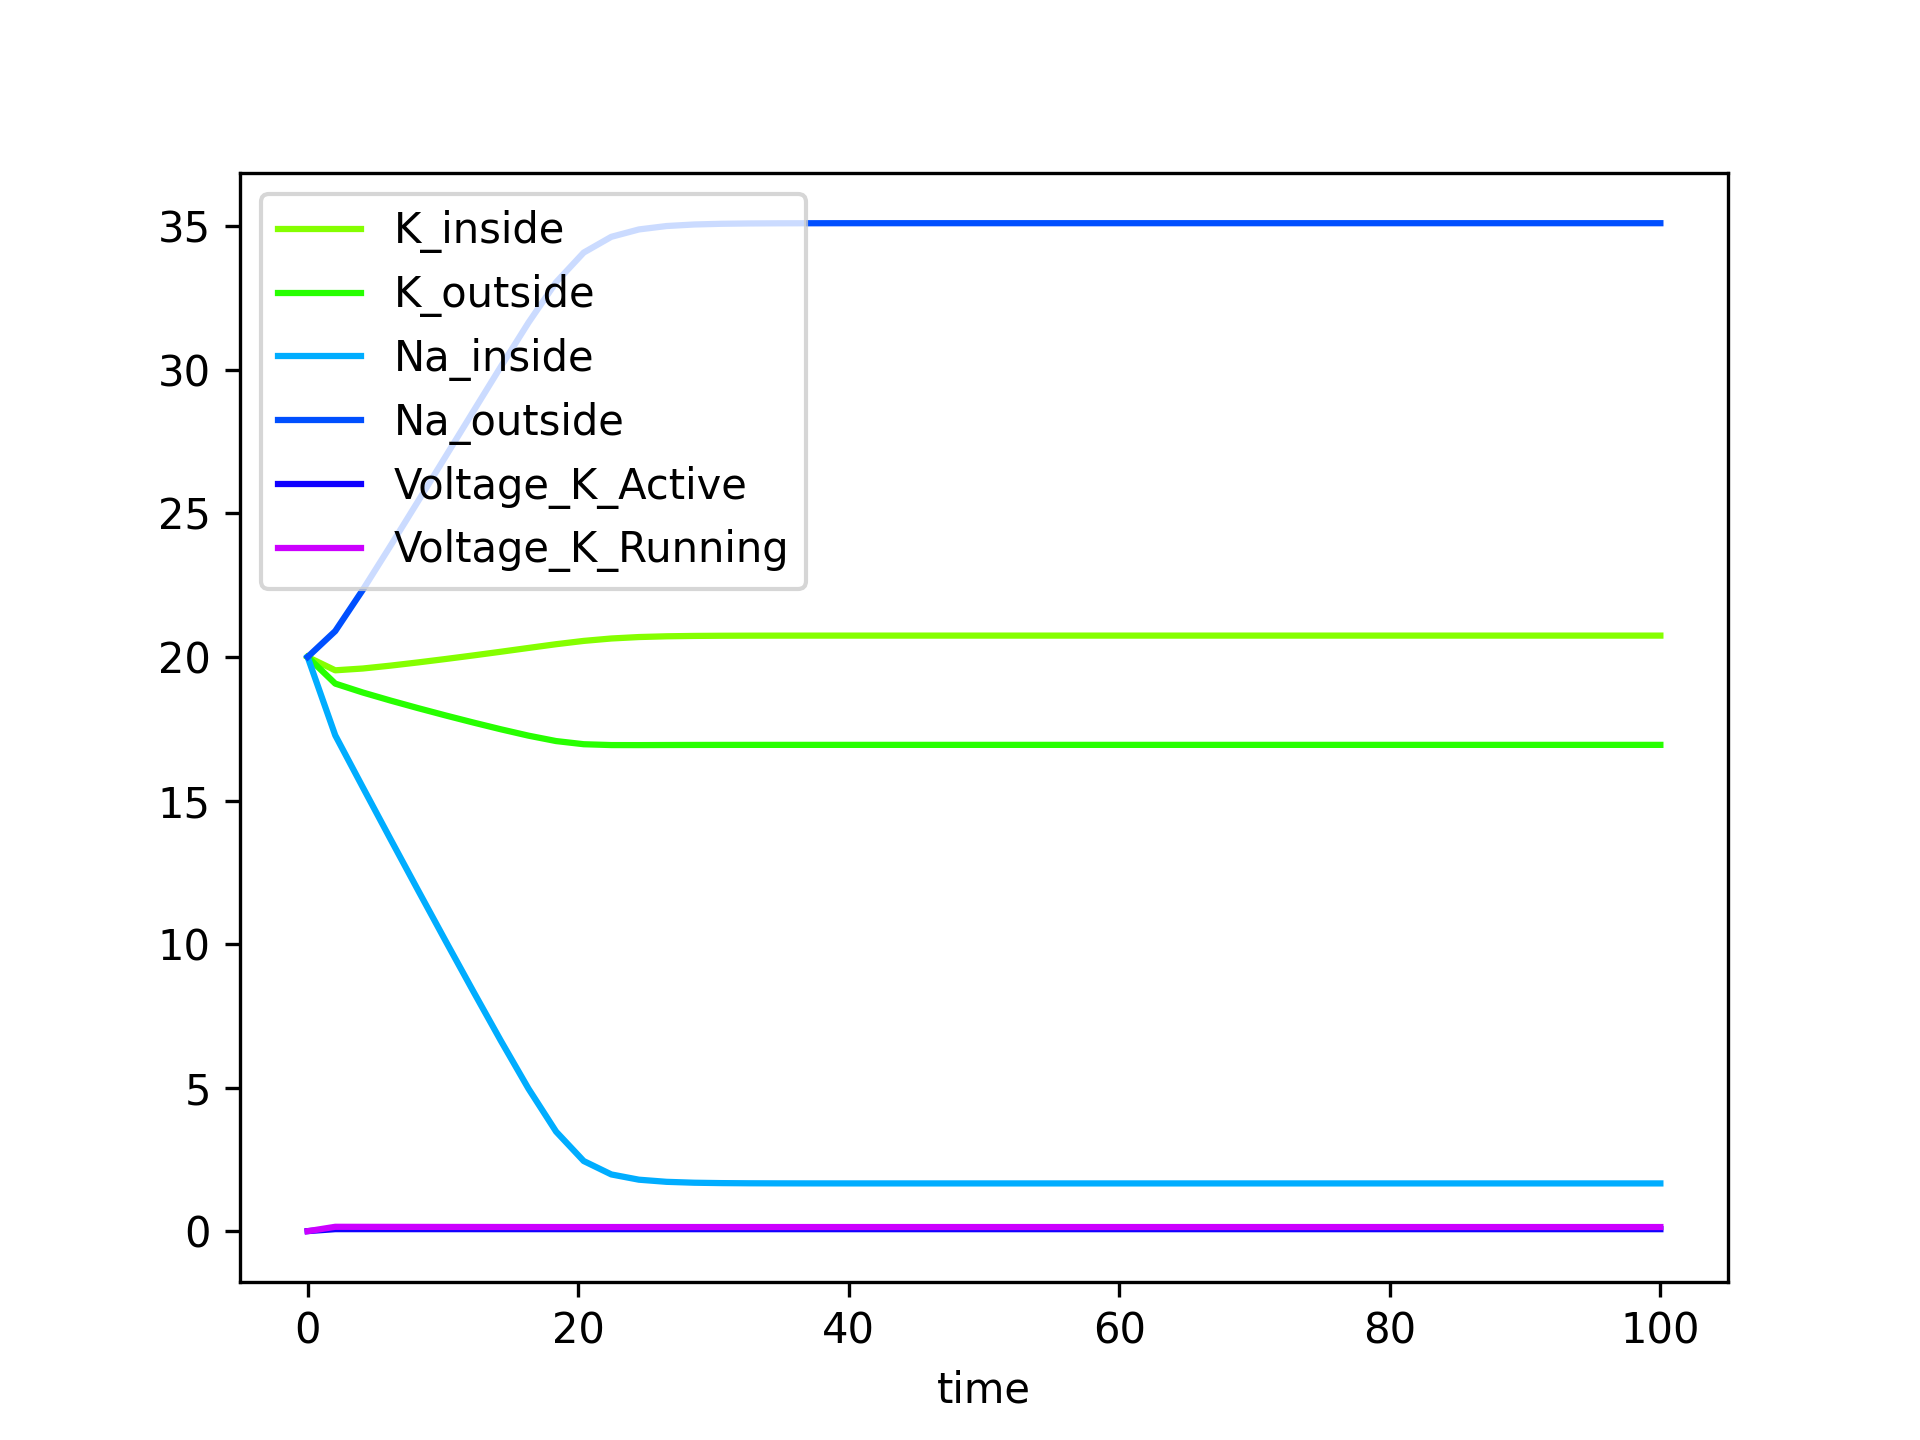 K_inside
K_outside
Na_inside
Na_outside
Voltage_K_Active
Voltage_K_Running
35
30
25
20
15
10
5
0
0 20 40 60 80 100
time